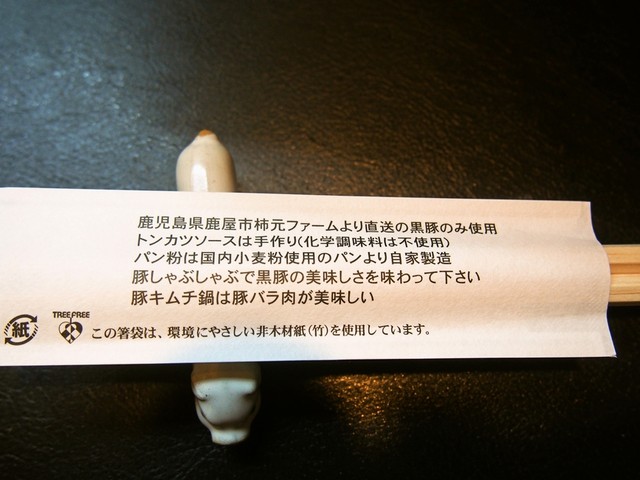 鹿児島県鹿屋市柿元ファームより直送の黒豚のみ使用
トンカツソースは手作り(化学調味料は不使用)
パン粉は国内小麦粉使用のパンより自家製造
豚しゃぶしゃぶで黒豚の美味しさを味わって下さい
豚キムチ鍋は豚バラ肉が美味しい
紙
TREE FREE
この箸袋は、環境にやさしい非木材紙(竹)を使用しています。